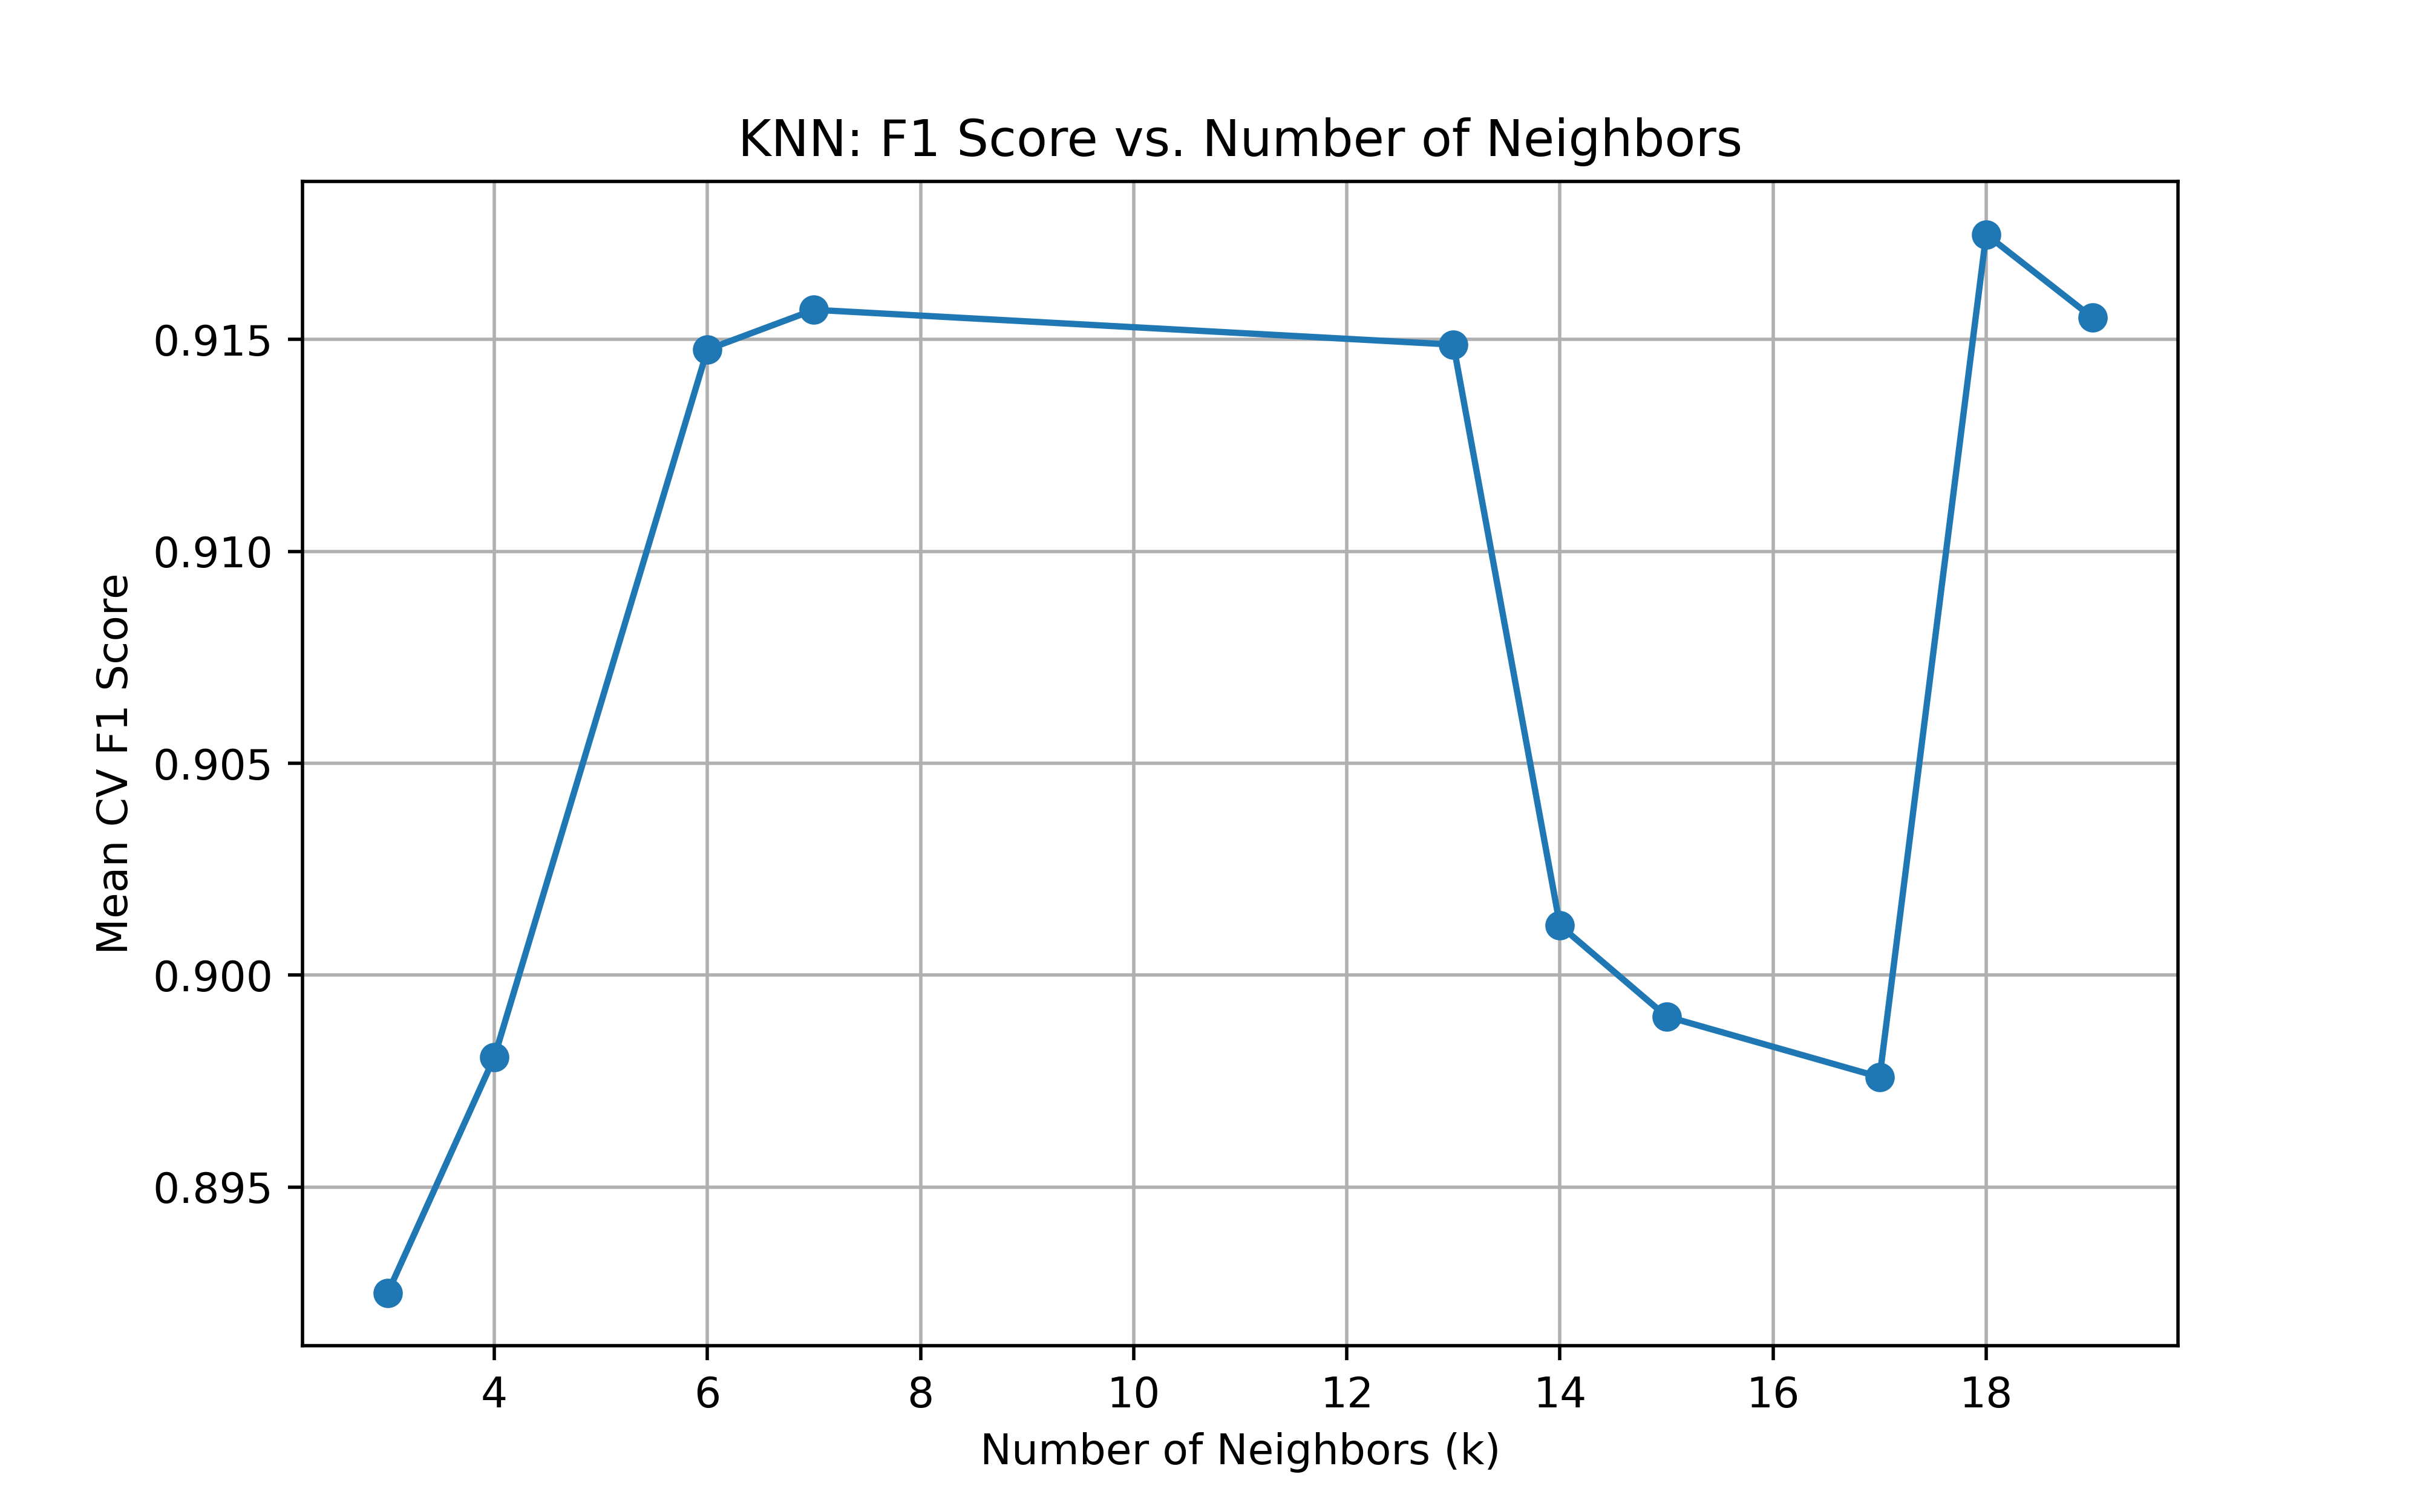 KNN: F1 Score vs. Number of Neighbors
Mean CV F1 Score
0.915
0.910
0.905
0.900
0.895
4 6 8 10 12 14 16 18
Number of Neighbors (k)